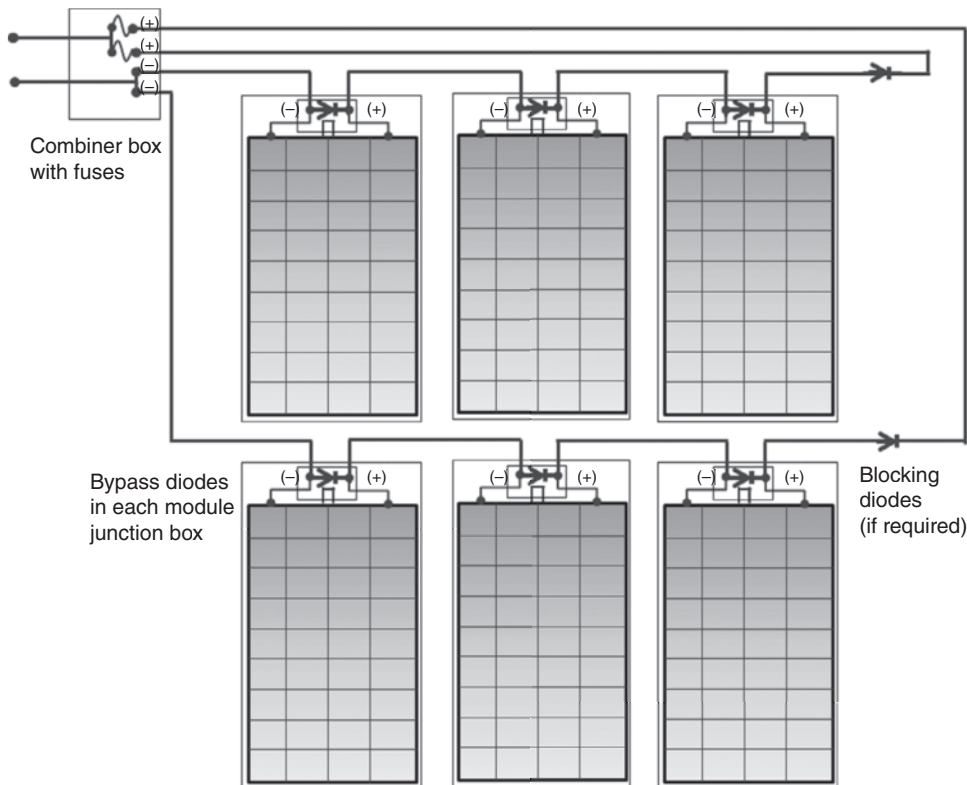 (+)
(+)
(–)
(–)
(–) (+) (–) (+) (–) (+)
Combiner box
with fuses
(–) (+) (–) (+) (–) (+)
Bypass diodes
in each module
junction box
Blocking
diodes
(if required)